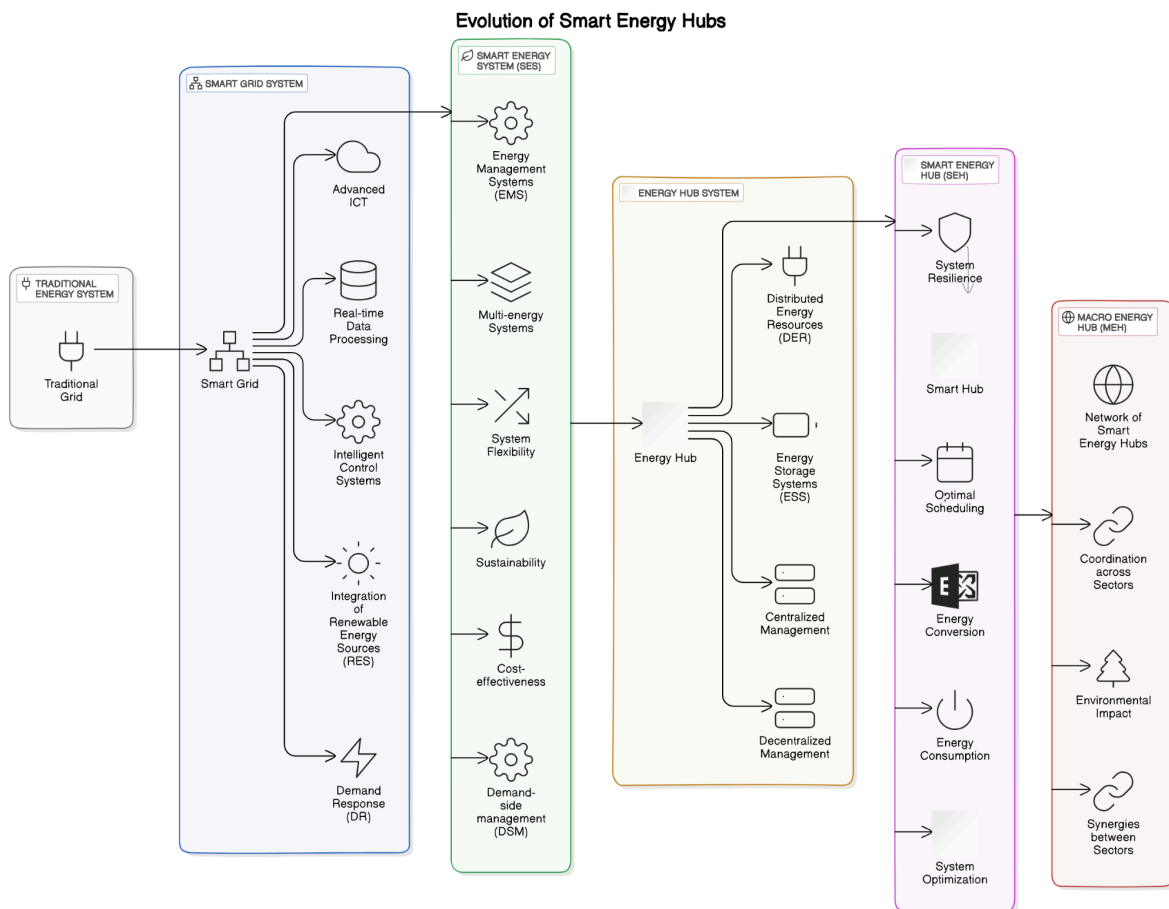 Evolution of Smart Energy Hubs
TRADITIONAL
ENERGY SYSTEM
Traditional
Grid
SMART GRID SYSTEM
Smart Grid
Advanced
ICT
Real-time
Data
Processing
Intelligent
Control
Systems
Integration
of
Renewable
Energy
Sources
(RES)
Demand
Response
(DR)
SMART ENERGY
SYSTEM (SES)
Energy
Management
Systems
(EMS)
Multi-energy
Systems
System
Flexibility
Sustainability
Cost-
effectiveness
Demand-
side
management
(DSM)
ENERGY HUB SYSTEM
Energy Hub
Distributed
Energy
Resources
(DER)
Energy
Storage
Systems
(ESS)
Centralized
Management
Decentralized
Management
SMART ENERGY
HUB (SEH)
System
Resilience
Smart Hub
Optimal
Scheduling
E
Energy
Conversion
Energy
Consumption
System
Optimization
MACRO ENERGY
HUB (MEH)
Network of
Smart
Energy Hubs
Coordination
across
Sectors
Environmental
Impact
Synergies
between
Sectors